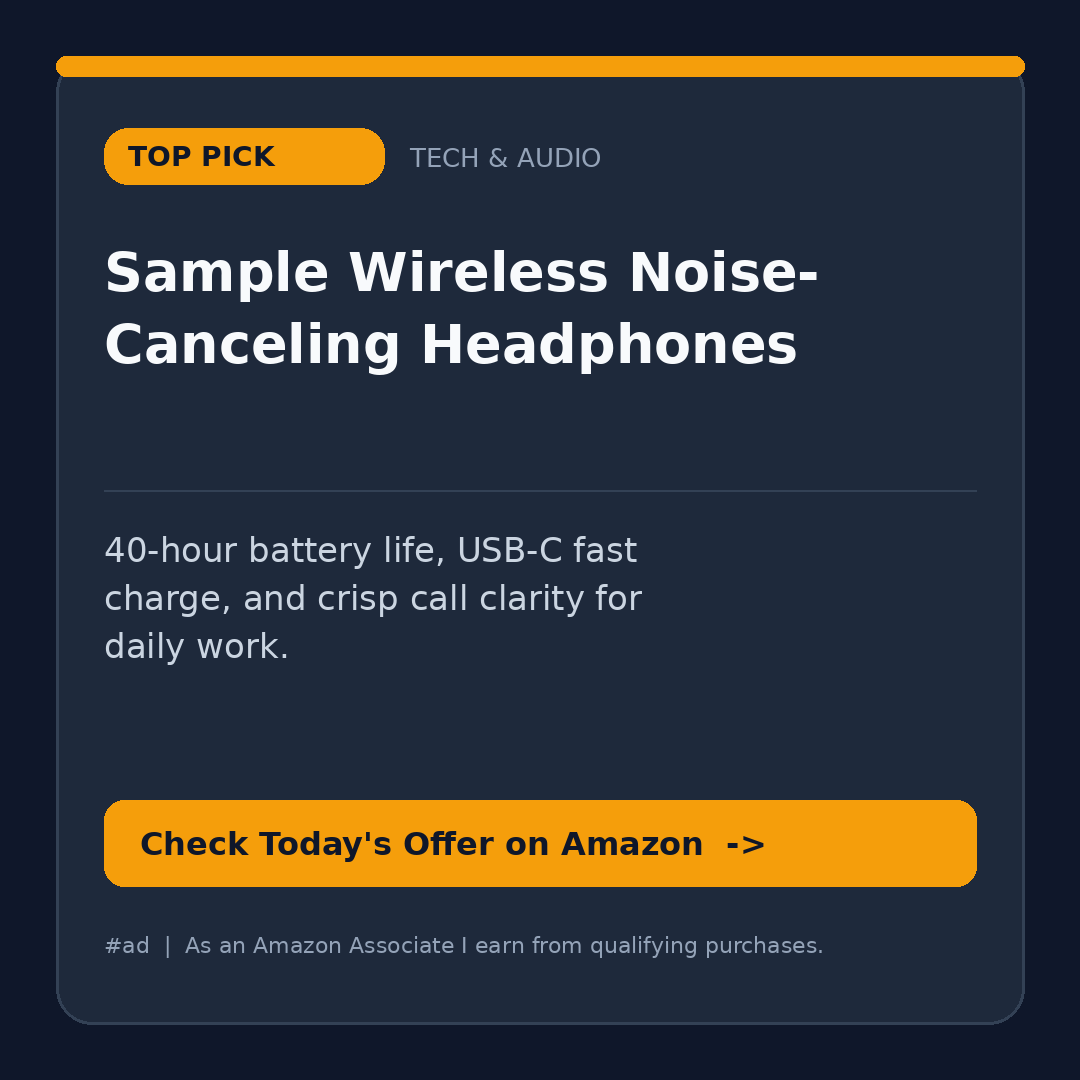 TOP PICK
TECH & AUDIO
Sample Wireless Noise-
Canceling Headphones
40-hour battery life, USB-C fast
charge, and crisp call clarity for
daily work.
Check Today's Offer on Amazon  ->
#ad  |  As an Amazon Associate I earn from qualifying purchases.